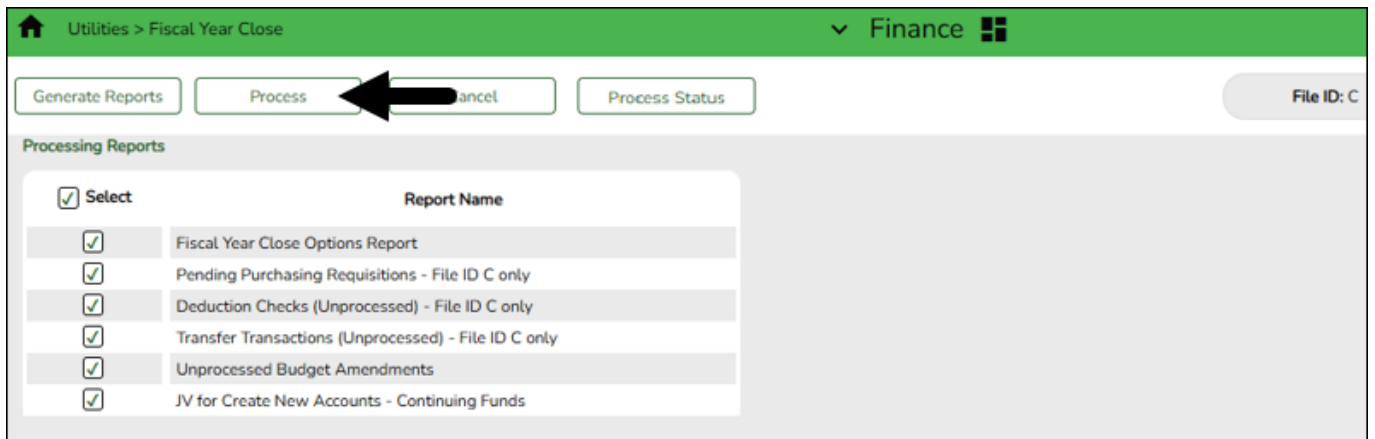 Utilities > Fiscal Year Close Finance
Generate Reports Process ancel Process Status File ID: C
Processing Reports
Select Report Name
Fiscal Year Close Options Report
Pending Purchasing Requisitions - File ID C only
Deduction Checks (Unprocessed) - File ID C only
Transfer Transactions (Unprocessed) - File ID C only
Unprocessed Budget Amendments
JV for Create New Accounts - Continuing Funds